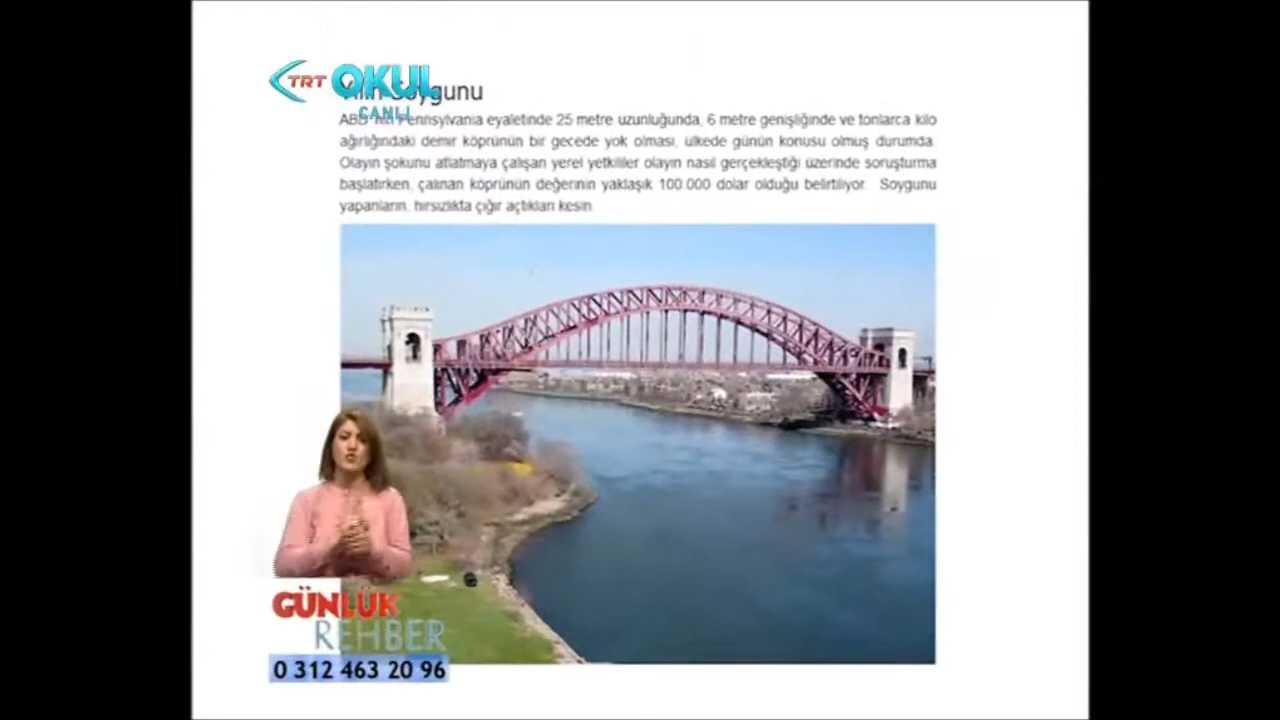 TRT OKUL
CANLI
Yılın Soygunu
ABD'nin Pennsylvania eyaletinde 25 metre uzunluğunda, 6 metre genişliğinde ve tonlarca kilo
ağırlığındaki demir köprünün bir gecede yok olması, ülkede günün konusu olmuş durumda.
Olayın şokunu atlatmaya çalışan yerel yetkililer olayın nasıl gerçekleştiği üzerinde soruşturma
başlatırken, çalınan köprünün değerinin yaklaşık 100.000 dolar olduğu belirtiliyor. Soygunu
yapanların, hırsızlıkta çığır açtıkları kesin.
GÜNLÜK
REHBER
0 312 463 20 96